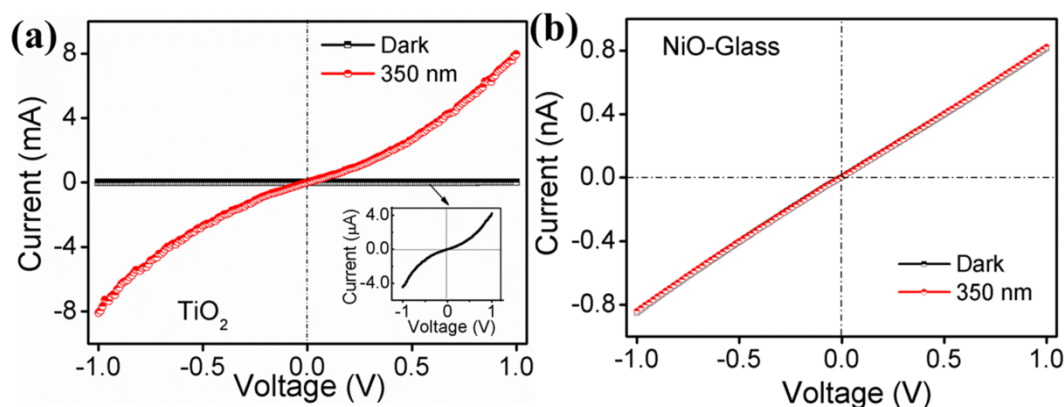 (a)
Dark
350 nm
8
4
0
-4
-8
Current (mA)
TiO2
-1.0 -0.5 0.0 0.5 1.0
Voltage (V)
4.0
0.0
-4.0
Current (μA)
-1 0 1
Voltage (V)
(b)
NiO-Glass
0.8
0.4
0.0
-0.4
-0.8
Current (nA)
Dark
350 nm
-1.0 -0.5 0.0 0.5 1.0
Voltage (V)